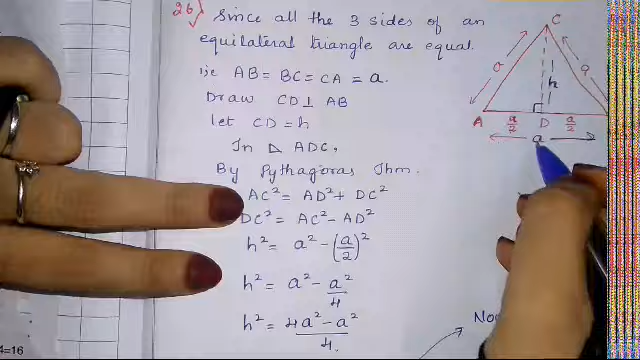 26) Since all the 3 sides of an
equilateral triangle are equal.
i.e AB = BC = CA = a.
Draw CD ⊥ AB
let CD = h
In △ ADC,
By Pythagoras Thm.
AC² = AD² + DC²
DC² = AC² - AD²
h² = a² - (a/2)²
h² = a² - a²/4
h² = 4a² - a²/4.
C
a
a
h
A
a/2
D
a/2
a
4=16